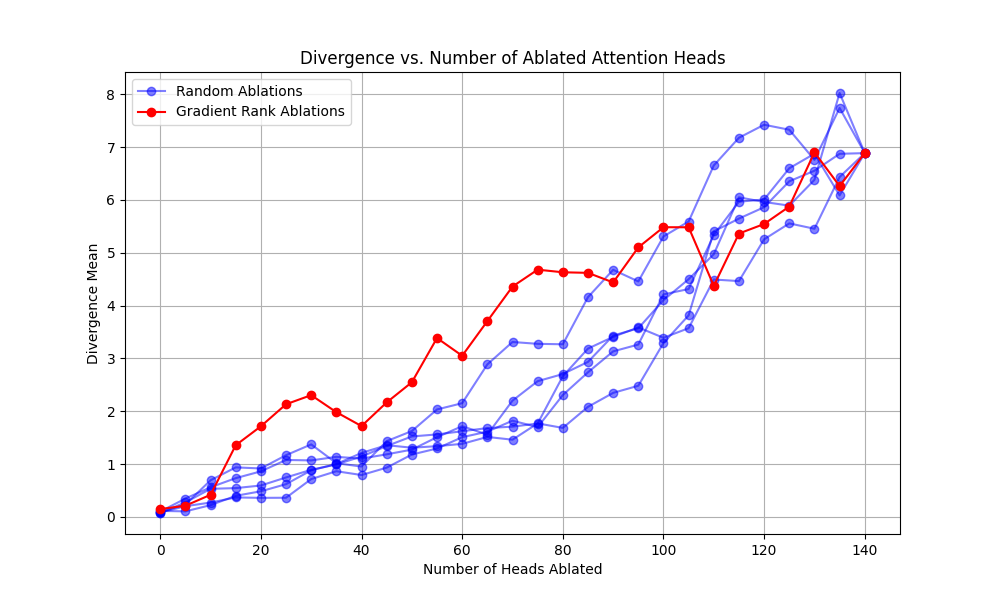 Divergence vs. Number of Ablated Attention Heads
Random Ablations
Gradient Rank Ablations
Divergence Mean
8
7
6
5
4
3
2
1
0
0 20 40 60 80 100 120 140
Number of Heads Ablated